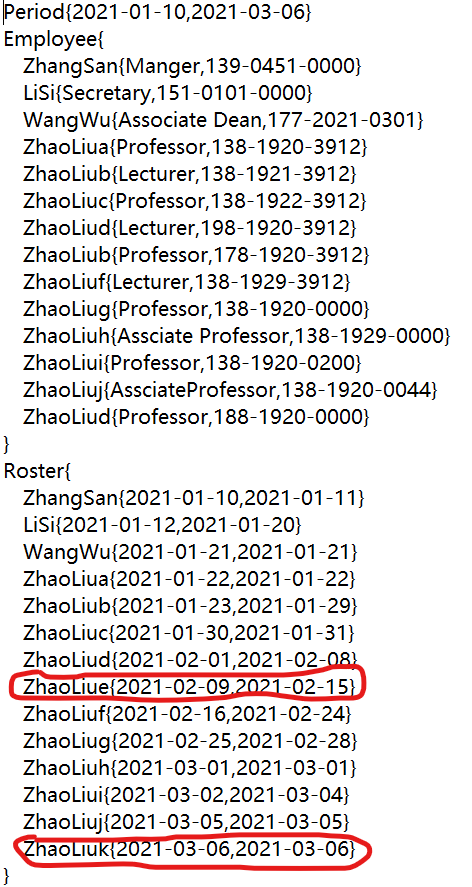 Period{2021-01-10,2021-03-06}
Employee{
ZhangSan{Manger,139-0451-0000}
LiSi{Secretary,151-0101-0000}
WangWu{Associate Dean,177-2021-0301}
ZhaoLiua{Professor,138-1920-3912}
ZhaoLiub{Lecturer,138-1921-3912}
ZhaoLiuc{Professor,138-1922-3912}
ZhaoLiud{Lecturer,198-1920-3912}
ZhaoLiub{Professor,178-1920-3912}
ZhaoLiuf{Lecturer,138-1929-3912}
ZhaoLiug{Professor,138-1920-0000}
ZhaoLiuh{Assciate Professor,138-1929-0000}
ZhaoLiui{Professor,138-1920-0200}
ZhaoLiuj{AssciateProfessor,138-1920-0044}
ZhaoLiud{Professor,188-1920-0000}
}
Roster{
ZhangSan{2021-01-10,2021-01-11}
LiSi{2021-01-12,2021-01-20}
WangWu{2021-01-21,2021-01-21}
ZhaoLiua{2021-01-22,2021-01-22}
ZhaoLiub{2021-01-23,2021-01-29}
ZhaoLiuc{2021-01-30,2021-01-31}
ZhaoLiud{2021-02-01,2021-02-08}
ZhaoLiue{2021-02-09,2021-02-15}
ZhaoLiuf{2021-02-16,2021-02-24}
ZhaoLiug{2021-02-25,2021-02-28}
ZhaoLiuh{2021-03-01,2021-03-01}
ZhaoLiui{2021-03-02,2021-03-04}
ZhaoLiuj{2021-03-05,2021-03-05}
ZhaoLiuk{2021-03-06,2021-03-06}
}